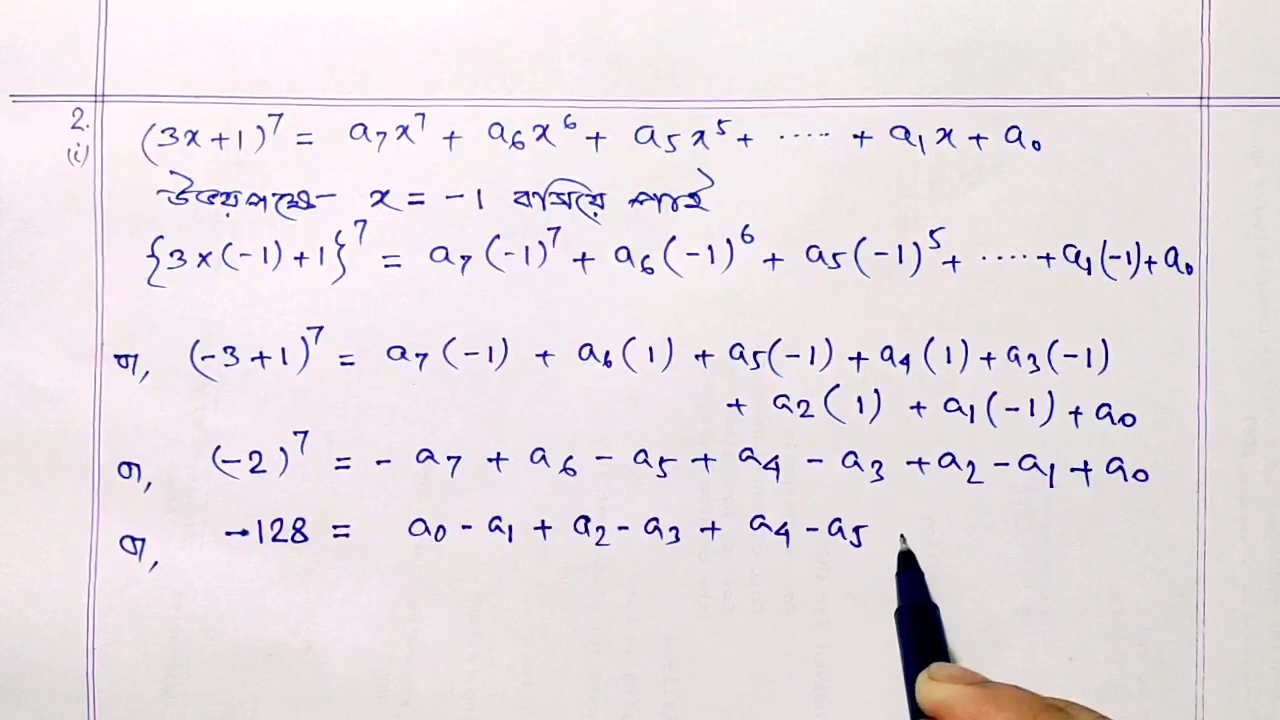 2.
(i)
(3x+1)⁷ = a₇x⁷ + a₆x⁶ + a₅x⁵ + ..... + a₁x + a₀
উভয়পক্ষে- x = -1 বসিয়ে পাই
{3×(-1)+1}⁷ = a₇(-1)⁷ + a₆(-1)⁶ + a₅(-1)⁵ + ..... + a₁(-1) + a₀
বা, (-3+1)⁷ = a₇(-1) + a₆(1) + a₅(-1) + a₄(1) + a₃(-1)
+ a₂(1) + a₁(-1) + a₀
বা, (-2)⁷ = - a₇ + a₆ - a₅ + a₄ - a₃ + a₂ - a₁ + a₀
বা, -128 = a₀ - a₁ + a₂ - a₃ + a₄ - a₅